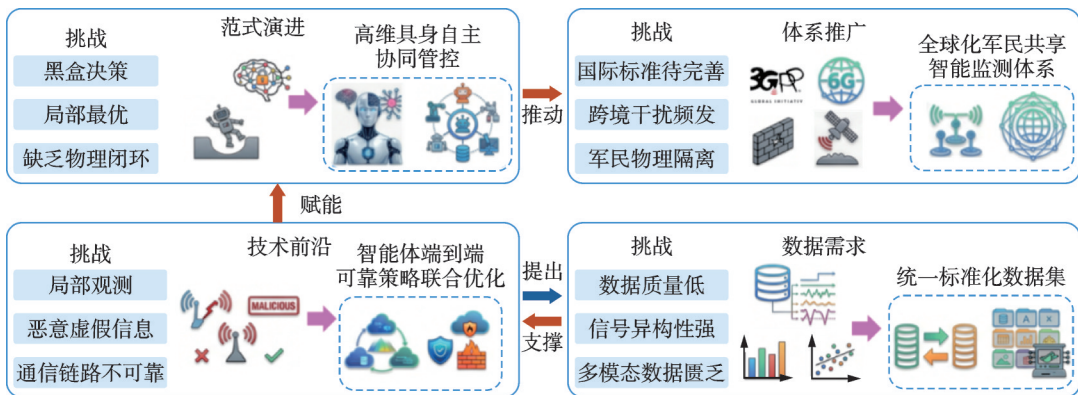 范式演进
挑战
黑盒决策
局部最优
缺乏物理闭环
高维具身自主
协同管控
推动
体系推广
挑战
国际标准待完善
跨境干扰频发
军民物理隔离
3GPP
GLOBAL INITIATIVE
6G
全球化军民共享
智能监测体系
赋能
技术前沿
挑战
局部观测
恶意虚假信息
通信链路不可靠
MALICIOUS
智能体端到端
可靠策略联合优化
提出
支撑
数据需求
挑战
数据质量低
信号异构性强
多模态数据匮乏
统一标准化数据集
A
X